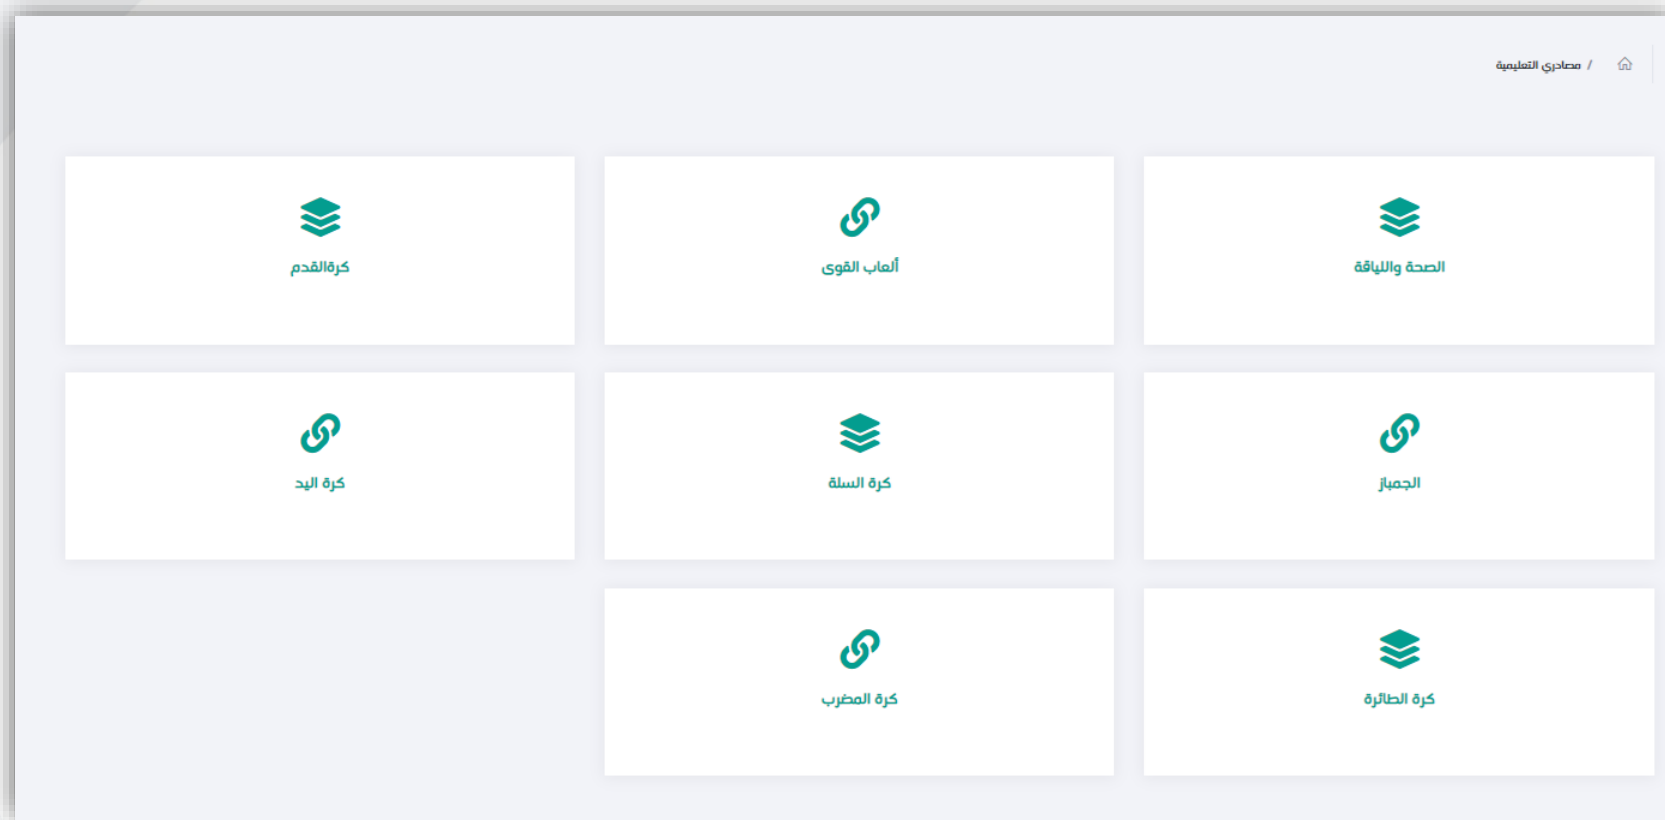 / مصادري التعليمية
الصحة واللياقة
ألعاب القوى
كرةالقدم
الجمباز
كرة السلة
كرة اليد
كرة الطائرة
كرة المضرب